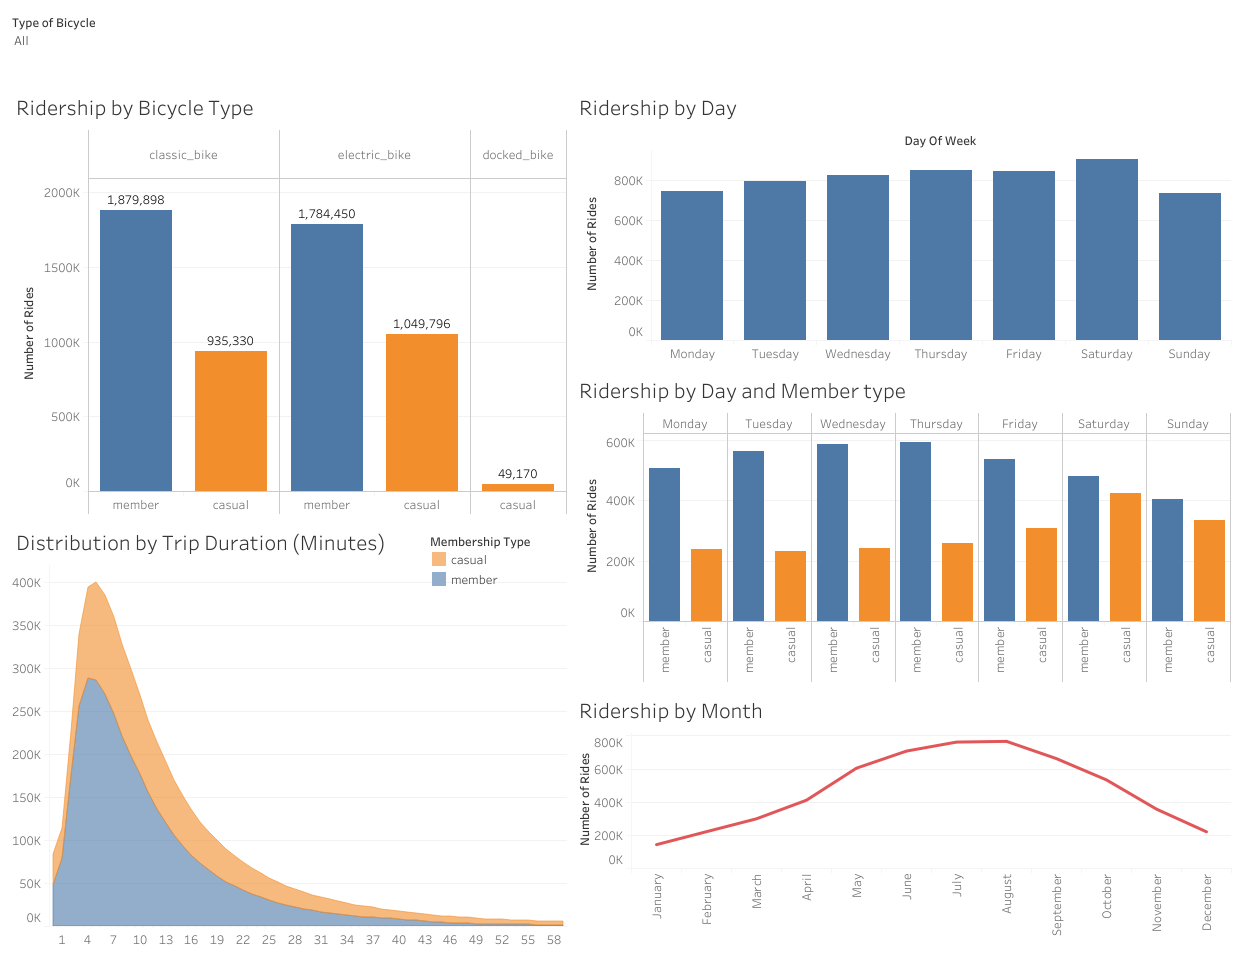 Type of Bicycle
All
Ridership by Bicycle Type
classic_bike electric_bike docked_bike
2000K
1500K
1000K
500K
0K
Number of Rides
1,879,898
935,330
1,784,450
1,049,796
49,170
member casual member casual casual
Ridership by Day
Day Of Week
800K
600K
400K
200K
0K
Number of Rides
Monday Tuesday Wednesday Thursday Friday Saturday Sunday
Ridership by Day and Member type
Monday Tuesday Wednesday Thursday Friday Saturday Sunday
600K
400K
200K
0K
Number of Rides
member casual member casual member casual member casual member casual member casual member casual
Distribution by Trip Duration (Minutes)
Membership Type
casual
member
400K
350K
300K
250K
200K
150K
100K
50K
0K
1 4 7 10 13 16 19 22 25 28 31 34 37 40 43 46 49 52 55 58
Ridership by Month
800K
600K
400K
200K
0K
Number of Rides
January February March April May June July August September October November December